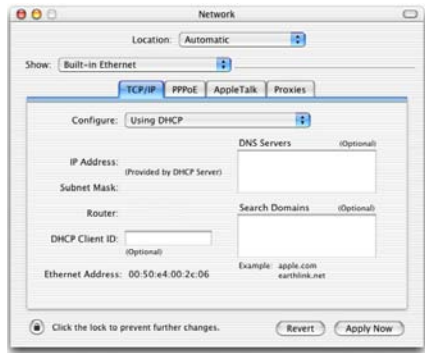 Network
Location: Automatic
Show: Built-in Ethernet
TCP/IP PPPoE AppleTalk Proxies
Configure: Using DHCP
DNS Servers (Optional)
IP Address:
(Provided by DHCP Server)
Subnet Mask:
Router:
Search Domains (Optional)
DHCP Client ID:
(Optional)
Example: apple.com
earthlink.net
Ethernet Address: 00:50:e4:00:2c:06
Click the lock to prevent further changes. Revert Apply Now